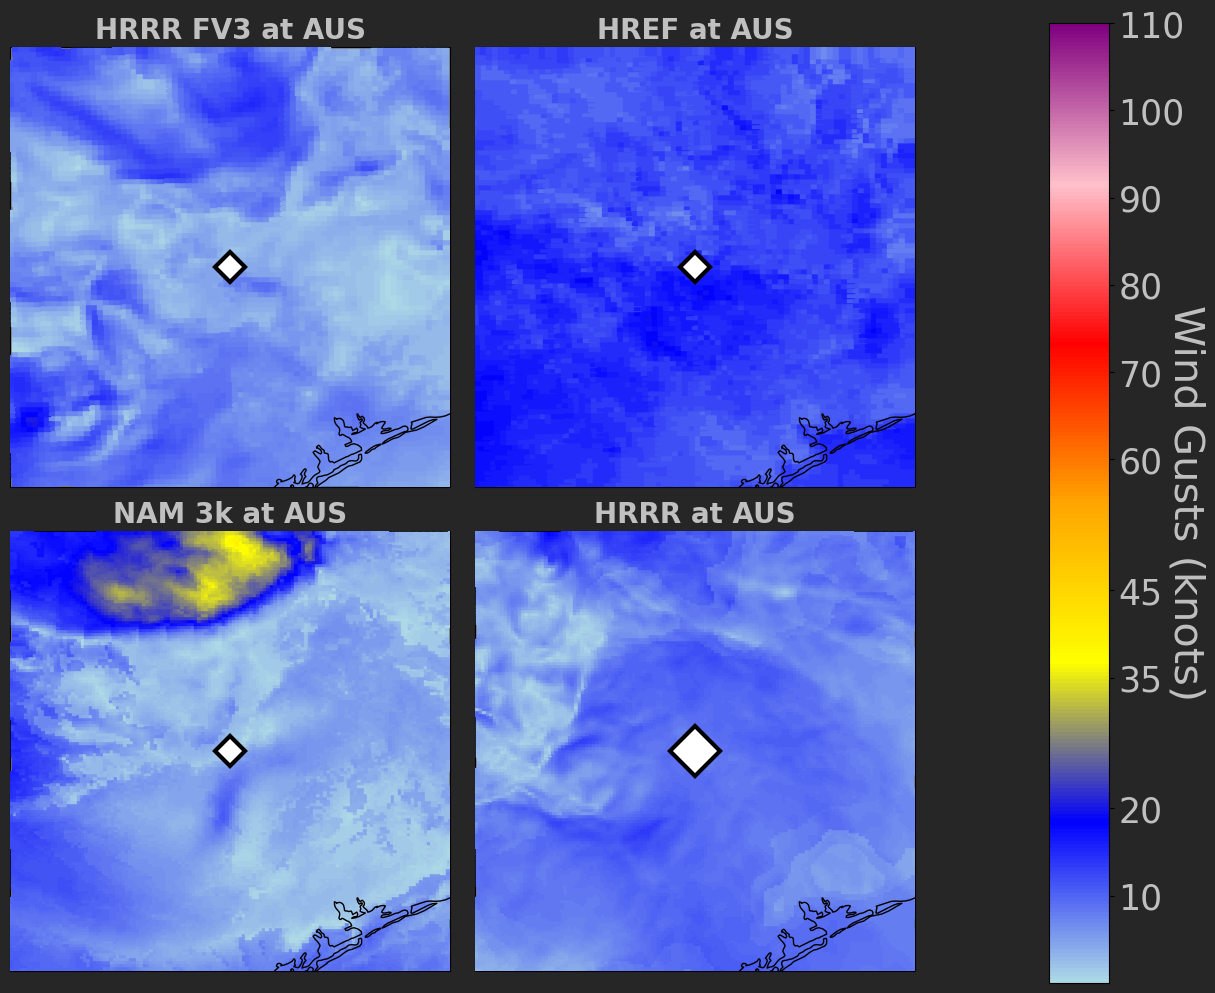 HRRR FV3 at AUS
HREF at AUS
NAM 3k at AUS
HRRR at AUS
110
100
90
80
70
60
45
35
20
10
Wind Gusts (knots)